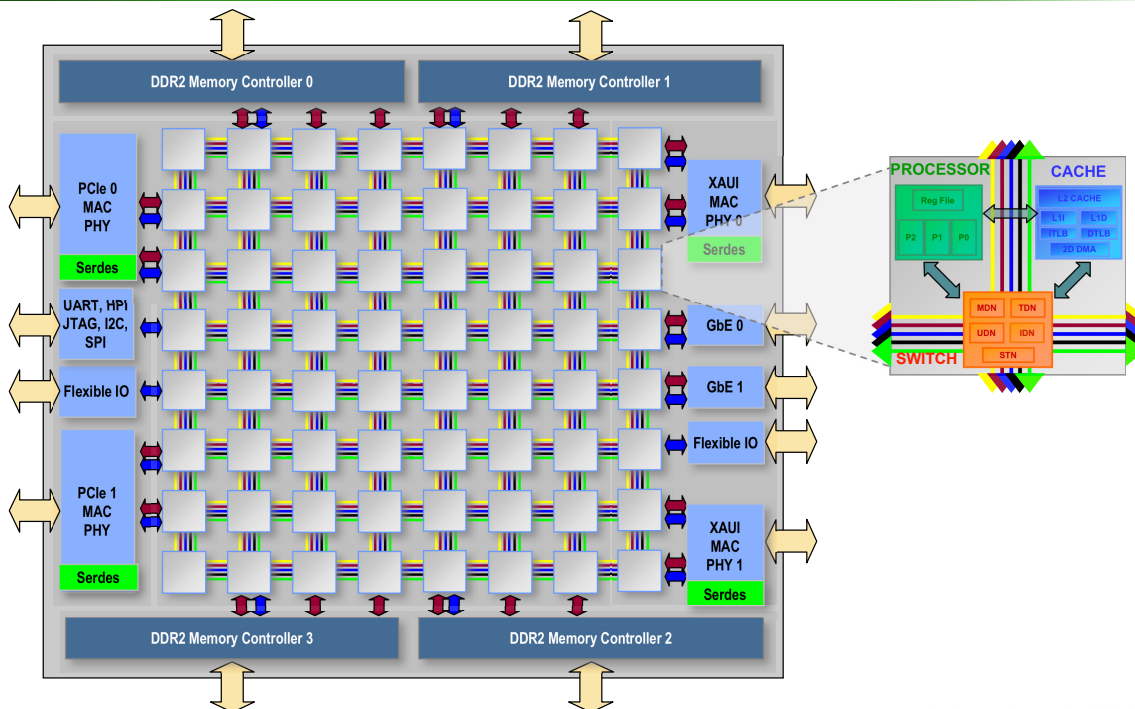 DDR2 Memory Controller 0
DDR2 Memory Controller 1
PCIe 0
MAC
PHY
Serdes
UART, HPI
JTAG, I2C,
SPI
Flexible IO
PCIe 1
MAC
PHY
Serdes
XAUI
MAC
PHY 0
Serdes
GbE 0
GbE 1
Flexible IO
XAUI
MAC
PHY 1
Serdes
DDR2 Memory Controller 3
DDR2 Memory Controller 2
PROCESSOR
Reg File
P2
P1
P0
CACHE
L2 CACHE
L1I
L1D
ITLB
DTLB
2D DMA
MDN
TDN
UDN
IDN
STN
SWITCH